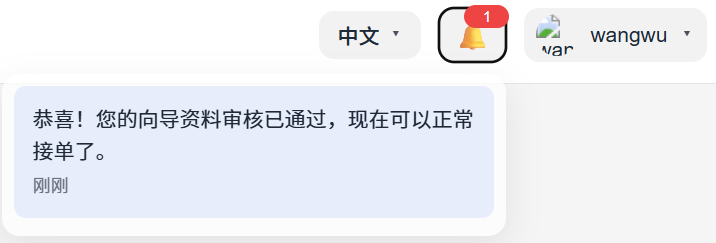 中文 ▼
1
wan
wangwu ▼
恭喜！您的向导资料审核已通过，现在可以正常
接单了。
刚刚